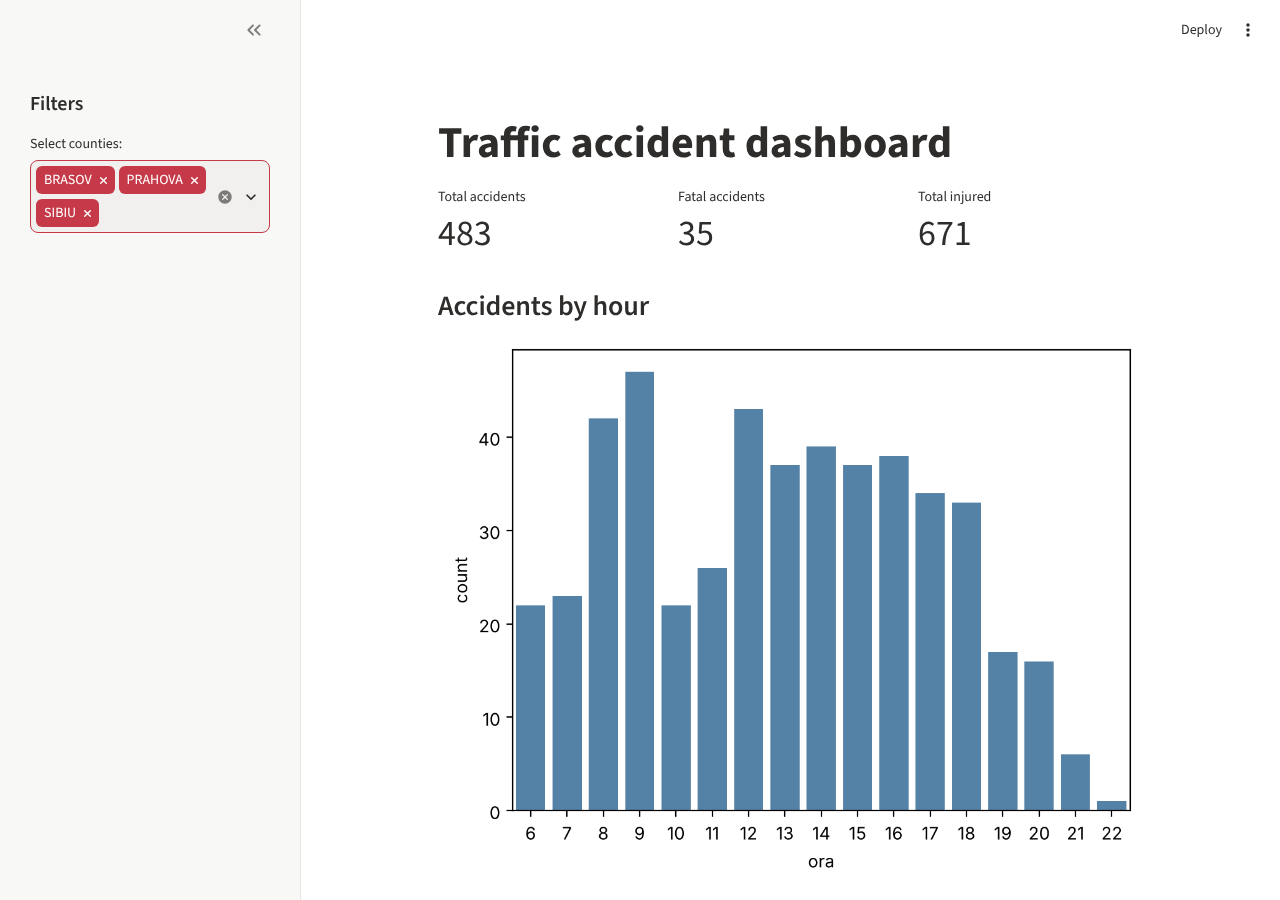 Deploy
Filters
Select counties:
BRASOV PRAHOVA
SIBIU
Traffic accident dashboard
Total accidents Fatal accidents Total injured
483 35 671
Accidents by hour
40
30
20
10
0
count
6 7 8 9 10 11 12 13 14 15 16 17 18 19 20 21 22
ora